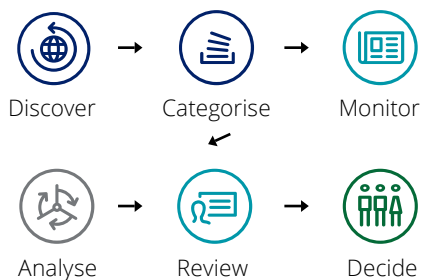 Discover
Categorise
Monitor
Analyse
Review
Decide